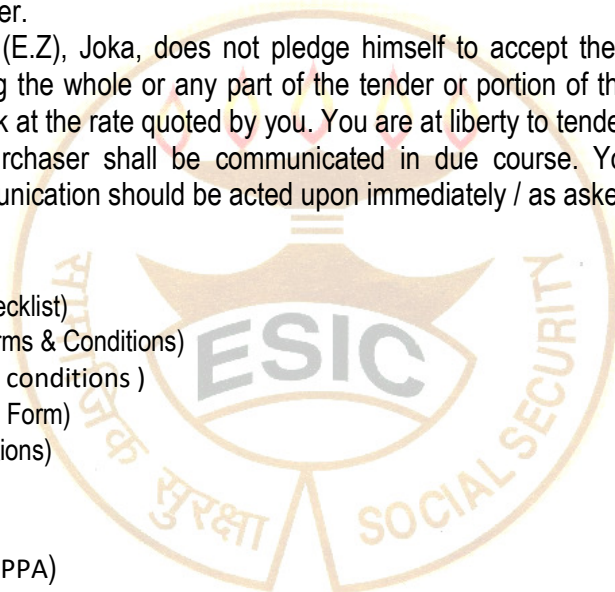 er.
(E.Z), Joka, does not pledge himself to accept the
g the whole or any part of the tender or portion of th
k at the rate quoted by you. You are at liberty to tende
rchaser shall be communicated in due course. Yo
unication should be acted upon immediately / as aske
ecklist)
rms & Conditions)
conditions )
Form)
ions)
PPA)
ESIC
सामाजिक सुरक्षा
SOCIAL SECURITY